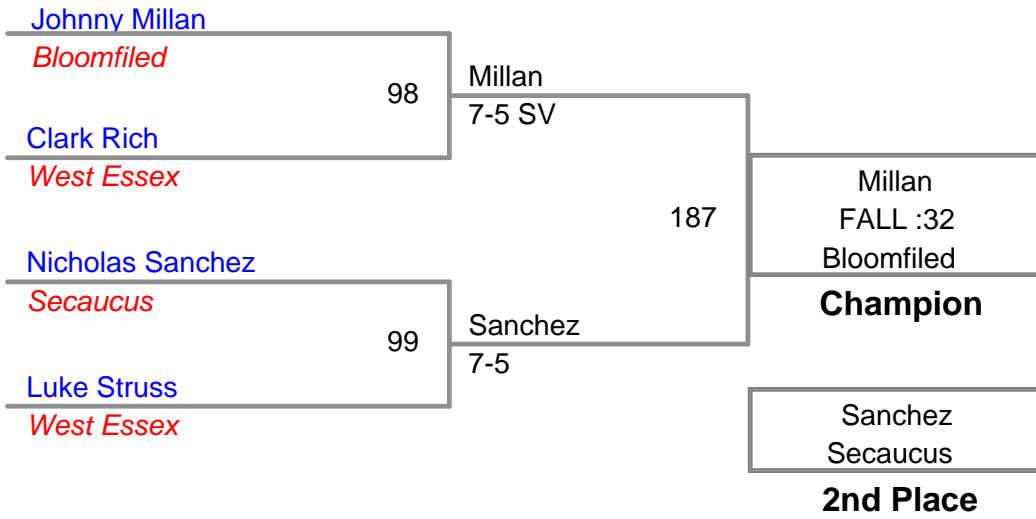 Johnny Millan
Bloomfiled
98
Millan
7-5 SV
Clark Rich
West Essex
187
Millan
FALL :32
Bloomfiled
Champion
Nicholas Sanchez
Secaucus
99
Sanchez
7-5
Luke Struss
West Essex
Sanchez
Secaucus
2nd Place